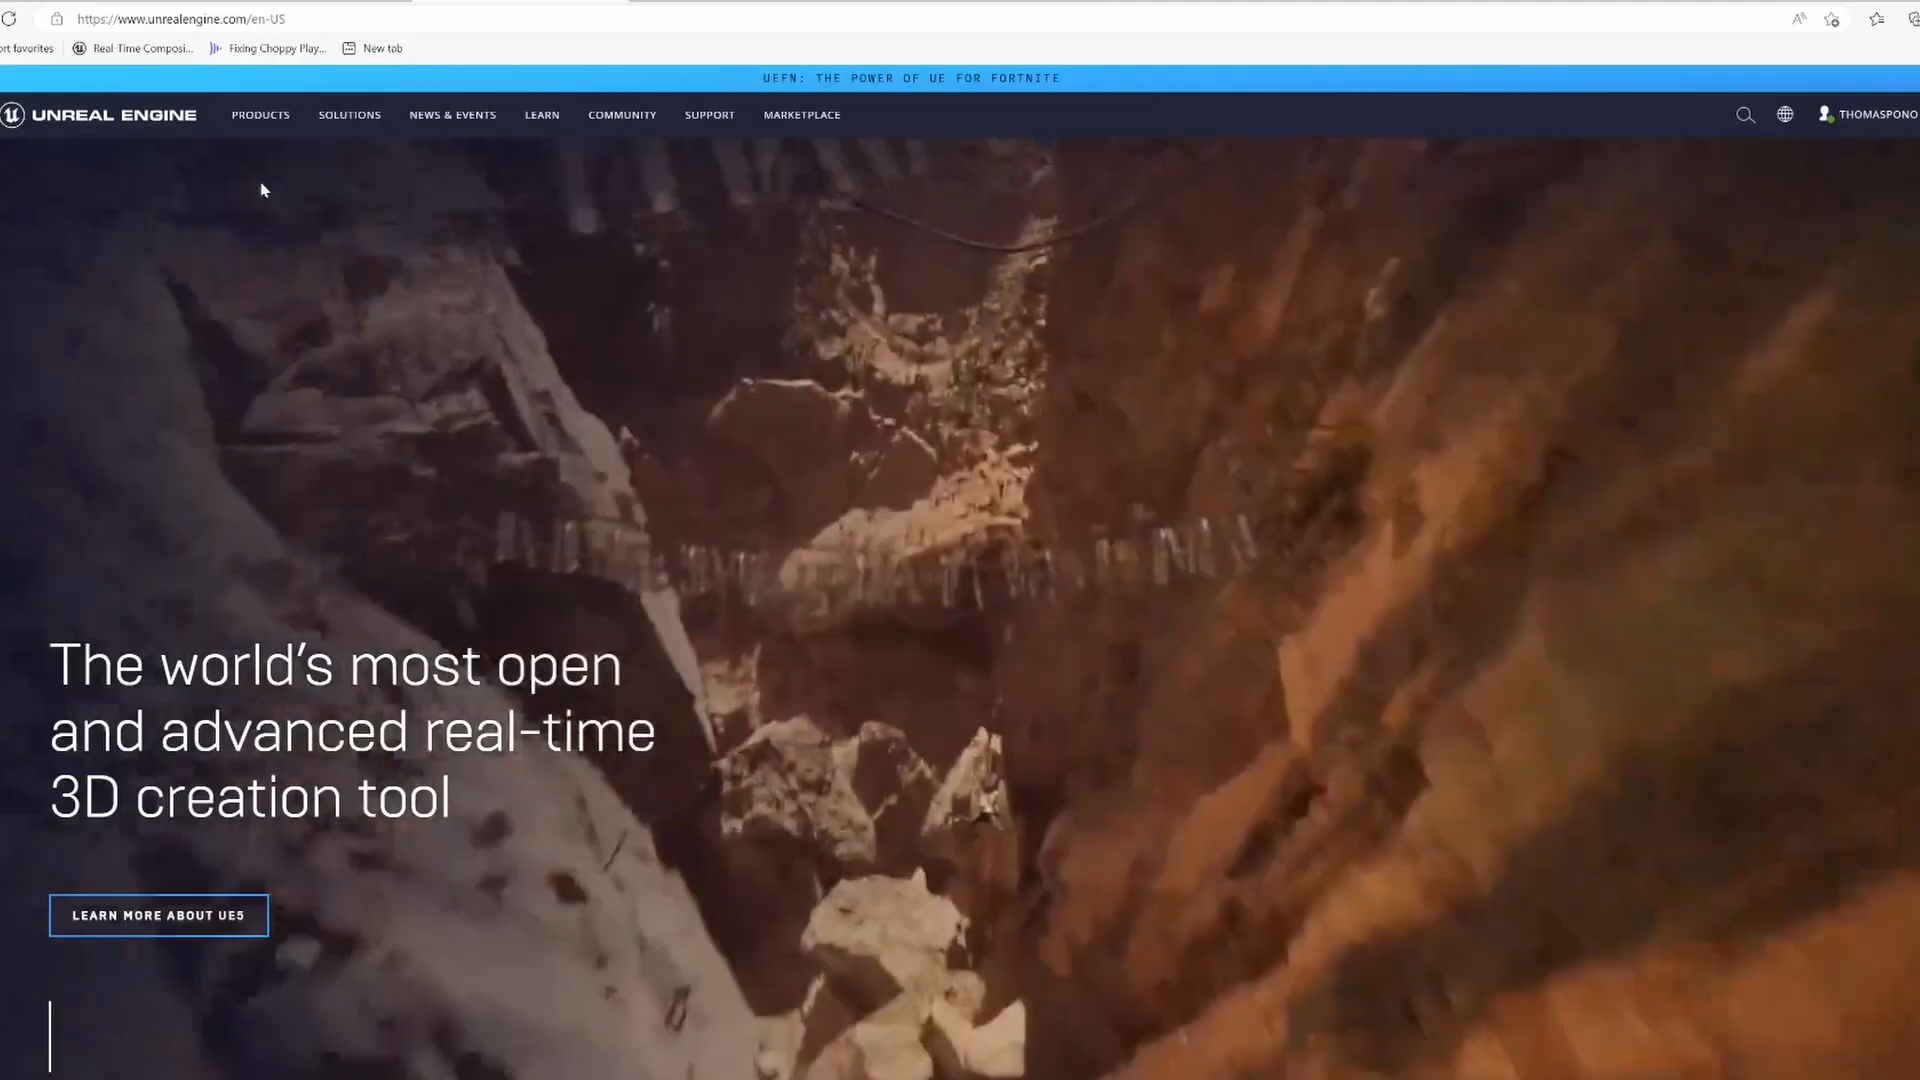 https://www.unrealengine.com/en-US
ort favorites
Real-Time Composi...
Fixing Choppy Play...
New tab
UEFN: THE POWER OF UE FOR FORTNITE
UNREAL ENGINE
PRODUCTS
SOLUTIONS
NEWS & EVENTS
LEARN
COMMUNITY
SUPPORT
MARKETPLACE
THOMASPONO
The world's most open
and advanced real-time
3D creation tool
LEARN MORE ABOUT UE5